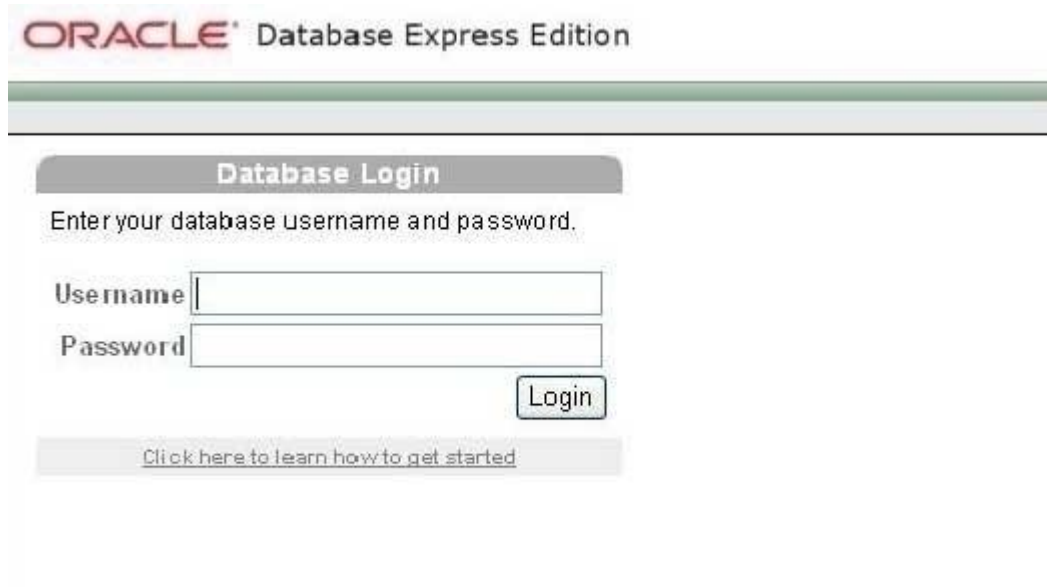 ORACLE Database Express Edition
Database Login
Enter your database username and password.
Username
Password
Login
Click here to learn how to get started